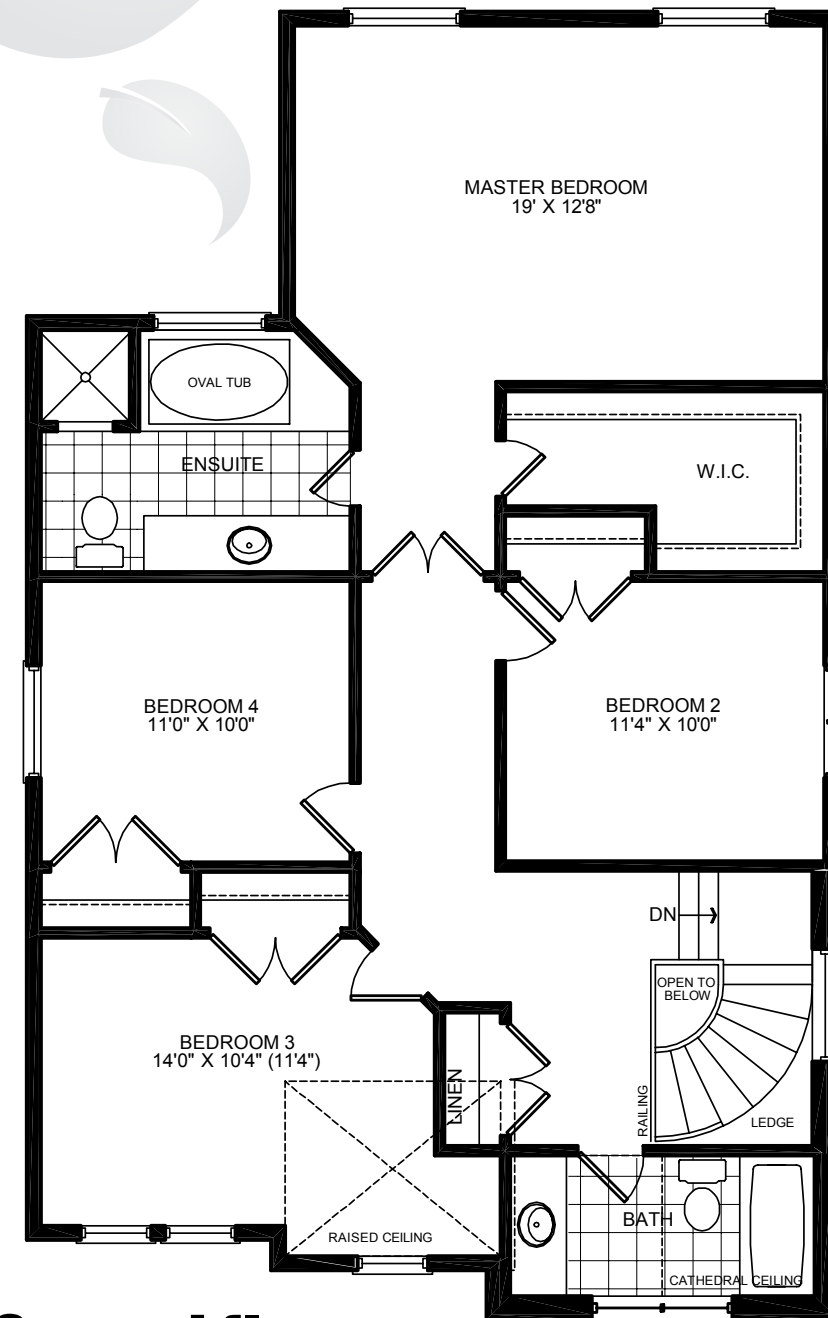 MASTER BEDROOM
19' X 12'8"
OVAL TUB
ENSUITE
W.I.C.
BEDROOM 4
11'0" X 10'0"
BEDROOM 2
11'4" X 10'0"
DN
OPEN TO
BELOW
BEDROOM 3
14'0" X 10'4" (11'4")
LINEN
RAILING
LEDGE
BATH
RAISED CEILING
CATHEDRAL CEILING